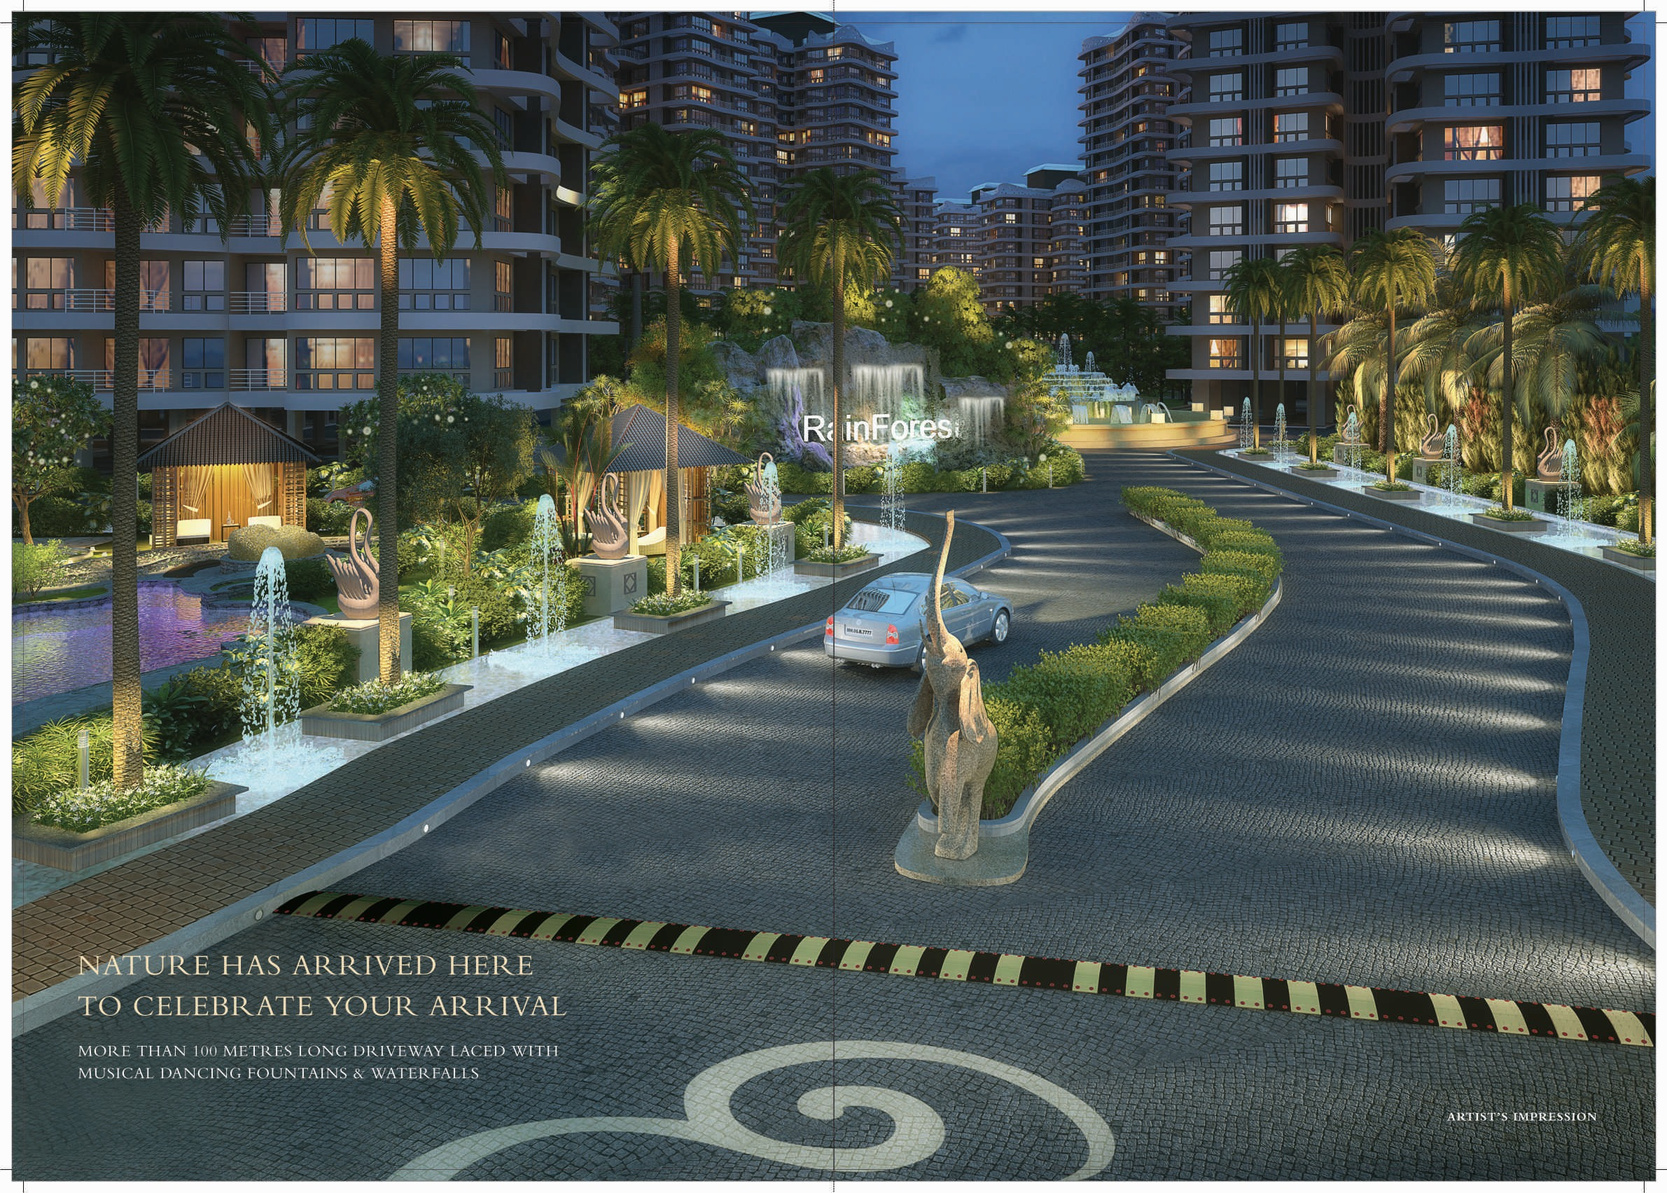 RainForest
NATURE HAS ARRIVED HERE
TO CELEBRATE YOUR ARRIVAL
MORE THAN 100 METRES LONG DRIVEWAY LACED WITH
MUSICAL DANCING FOUNTAINS & WATERFALLS
ARTIST'S IMPRESSION